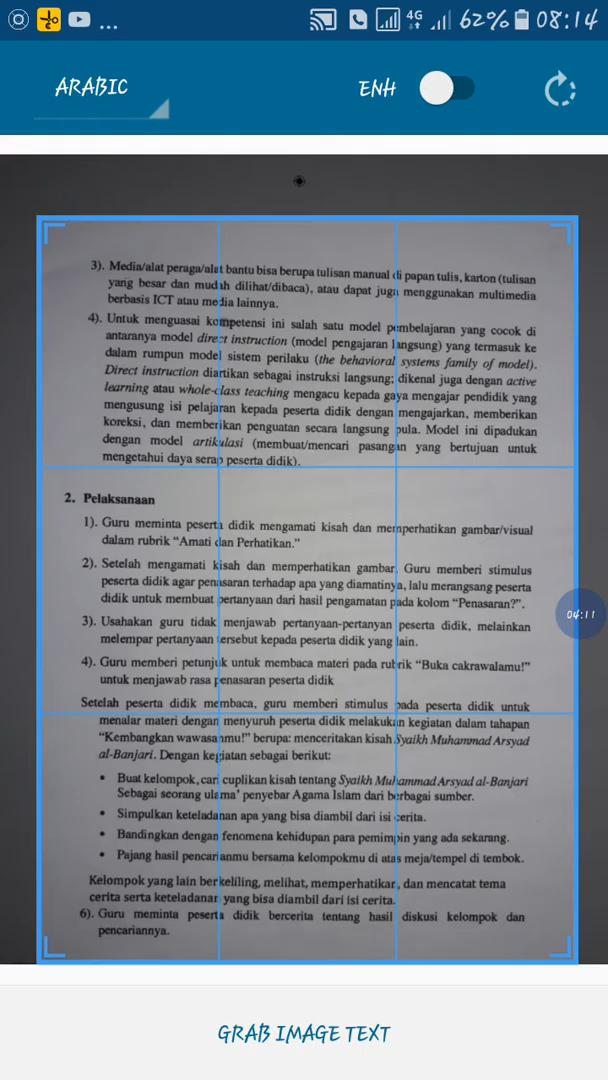 4G 62% 08:14
ARABIC ENH
3). Media/alat peraga/alat bantu bisa berupa tulisan manual di papan tulis, karton (tulisan
yang besar dan mudah dilihat/dibaca), atau dapat juga menggunakan multimedia
berbasis ICT atau media lainnya.
4). Untuk menguasai kompetensi ini salah satu model pembelajaran yang cocok di
antaranya model direct instruction (model pengajaran langsung) yang termasuk ke
dalam rumpun model sistem perilaku (the behavioral systems family of model).
Direct instruction diartikan sebagai instruksi langsung; dikenal juga dengan active
learning atau whole-class teaching mengacu kepada gaya mengajar pendidik yang
mengusung isi pelajaran kepada peserta didik dengan mengajarkan, memberikan
koreksi, dan memberikan penguatan secara langsung pula. Model ini dipadukan
dengan model artikulasi (membuat/mencari pasangan yang bertujuan untuk
mengetahui daya serap peserta didik).
2. Pelaksanaan
1). Guru meminta peserta didik mengamati kisah dan memperhatikan gambar/visual
dalam rubrik “Amati dan Perhatikan.”
2). Setelah mengamati kisah dan memperhatikan gambar. Guru memberi stimulus
peserta didik agar penasaran terhadap apa yang diamatinya, lalu merangsang peserta
didik untuk membuat pertanyaan dari hasil pengamatan pada kolom “Penasaran?”.
04:11
3). Usahakan guru tidak menjawab pertanyaan-pertanyan peserta didik, melainkan
melempar pertanyaan tersebut kepada peserta didik yang lain.
4). Guru memberi petunjuk untuk membaca materi pada rubrik “Buka cakrawalamu!”
untuk menjawab rasa penasaran peserta didik
Setelah peserta didik membaca, guru memberi stimulus pada peserta didik untuk
menalar materi dengan menyuruh peserta didik melakukan kegiatan dalam tahapan
“Kembangkan wawasanmu!” berupa: menceritakan kisah Syaikh Muhammad Arsyad
al-Banjari. Dengan kegiatan sebagai berikut:
• Buat kelompok, cari cuplikan kisah tentang Syaikh Muhammad Arsyad al-Banjari
Sebagai seorang ulama’ penyebar Agama Islam dari berbagai sumber.
• Simpulkan keteladanan apa yang bisa diambil dari isi cerita.
• Bandingkan dengan fenomena kehidupan para pemimpin yang ada sekarang.
• Pajang hasil pencarianmu bersama kelompokmu di atas meja/tempel di tembok.
Kelompok yang lain berkeliling, melihat, memperhatikan, dan mencatat tema
cerita serta keteladanan yang bisa diambil dari isi cerita.
6). Guru meminta peserta didik bercerita tentang hasil diskusi kelompok dan
pencariannya.
GRAB IMAGE TEXT